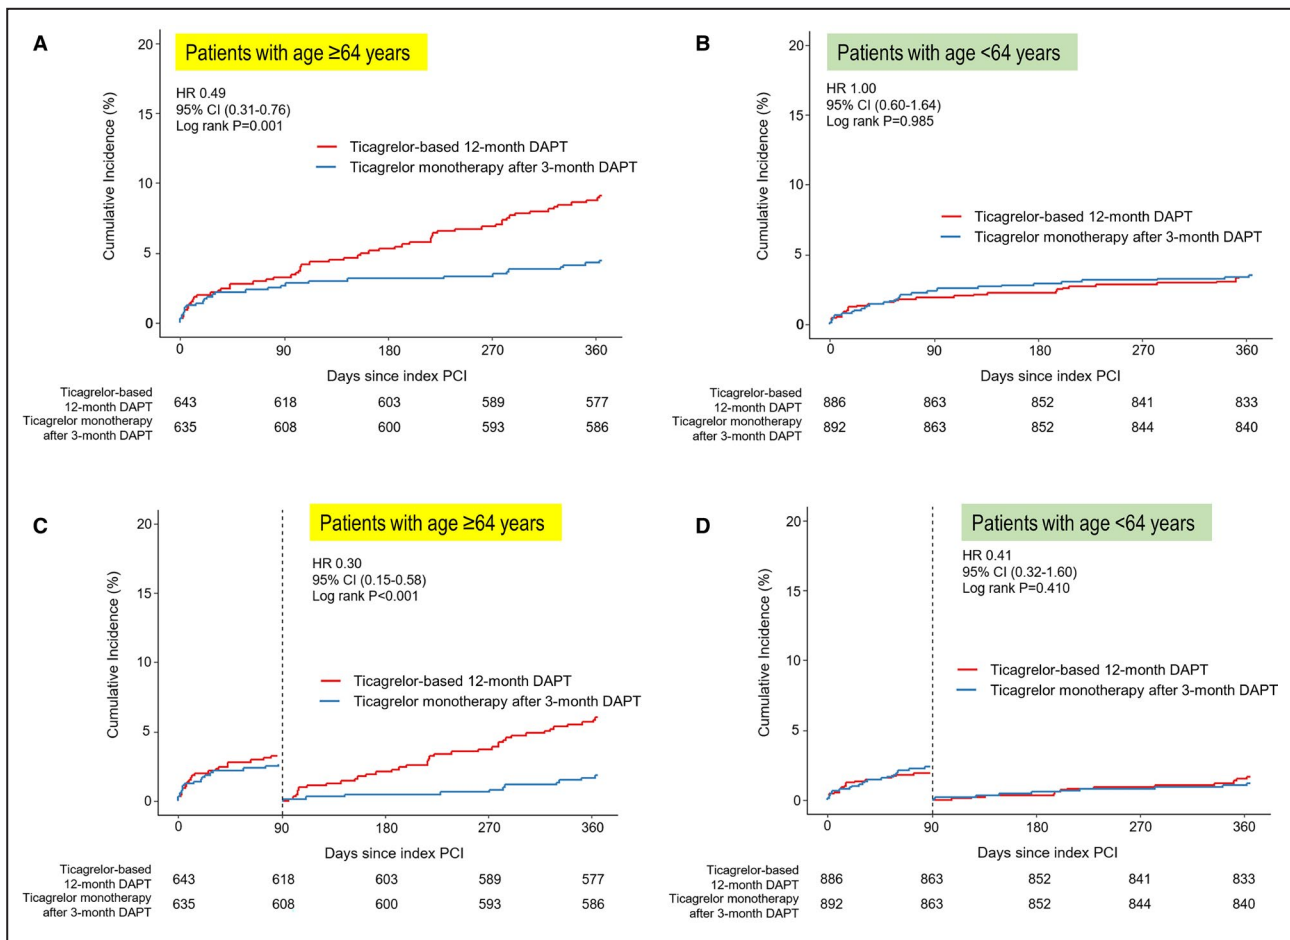 A
Patients with age ≥64 years
HR 0.49
95% CI (0.31-0.76)
Log rank P=0.001
Ticagrelor-based 12-month DAPT
Ticagrelor monotherapy after 3-month DAPT
Cumulative Incidence (%)
20
15
10
5
0
0 90 180 270 360
Days since index PCI
Ticagrelor-based
12-month DAPT 643 618 603 589 577
Ticagrelor monotherapy
after 3-month DAPT 635 608 600 593 586
B
Patients with age <64 years
HR 1.00
95% CI (0.60-1.64)
Log rank P=0.985
Ticagrelor-based 12-month DAPT
Ticagrelor monotherapy after 3-month DAPT
Cumulative Incidence (%)
20
15
10
5
0
0 90 180 270 360
Days since index PCI
Ticagrelor-based
12-month DAPT 886 863 852 841 833
Ticagrelor monotherapy
after 3-month DAPT 892 863 852 844 840
C
Patients with age ≥64 years
HR 0.30
95% CI (0.15-0.58)
Log rank P<0.001
Ticagrelor-based 12-month DAPT
Ticagrelor monotherapy after 3-month DAPT
Cumulative Incidence (%)
20
15
10
5
0
0 90 180 270 360
Days since index PCI
Ticagrelor-based
12-month DAPT 643 618 603 589 577
Ticagrelor monotherapy
after 3-month DAPT 635 608 600 593 586
D
Patients with age <64 years
HR 0.41
95% CI (0.32-1.60)
Log rank P=0.410
Ticagrelor-based 12-month DAPT
Ticagrelor monotherapy after 3-month DAPT
Cumulative Incidence (%)
20
15
10
5
0
0 90 180 270 360
Days since index PCI
Ticagrelor-based
12-month DAPT 886 863 852 841 833
Ticagrelor monotherapy
after 3-month DAPT 892 863 852 844 840